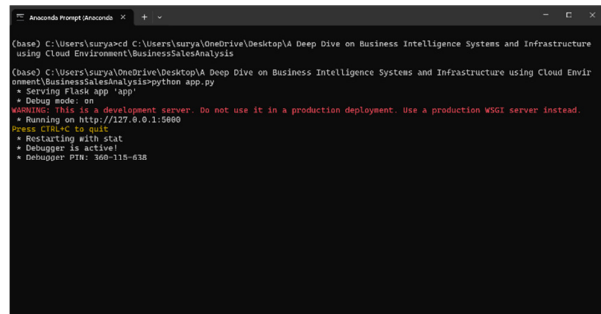 Anaconda Prompt (Anaconda
(base) C:\Users\surya>cd C:\Users\surya\OneDrive\Desktop\A Deep Dive on Business Intelligence Systems and Infrastructure
using Cloud Environment\BusinessSalesAnalysis
(base) C:\Users\surya\OneDrive\Desktop\A Deep Dive on Business Intelligence Systems and Infrastructure using Cloud Envir
onment\BusinessSalesAnalysis>python app.py
* Serving Flask app 'app'
* Debug mode: on
WARNING: This is a development server. Do not use it in a production deployment. Use a production WSGI server instead.
* Running on http://127.0.0.1:5000
Press CTRL+C to quit
* Restarting with stat
* Debugger is active!
* Debugger PIN: 360-115-638